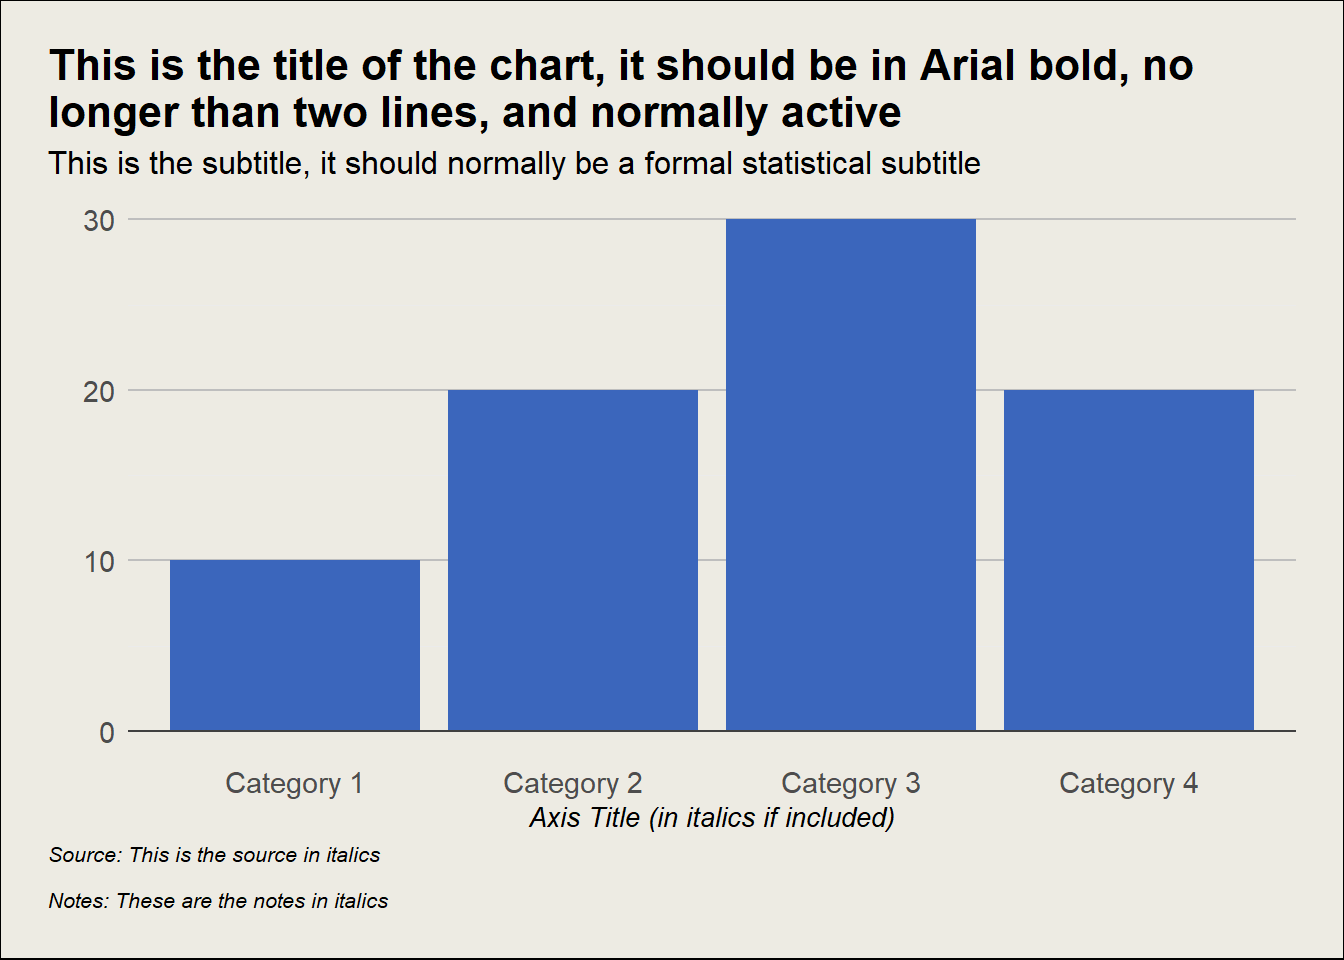 This is the title of the chart, it should be in Arial bold, no
longer than two lines, and normally active
This is the subtitle, it should normally be a formal statistical subtitle
30
20
10
0
Category 1 Category 2 Category 3 Category 4
Axis Title (in italics if included)
Source: This is the source in italics
Notes: These are the notes in italics